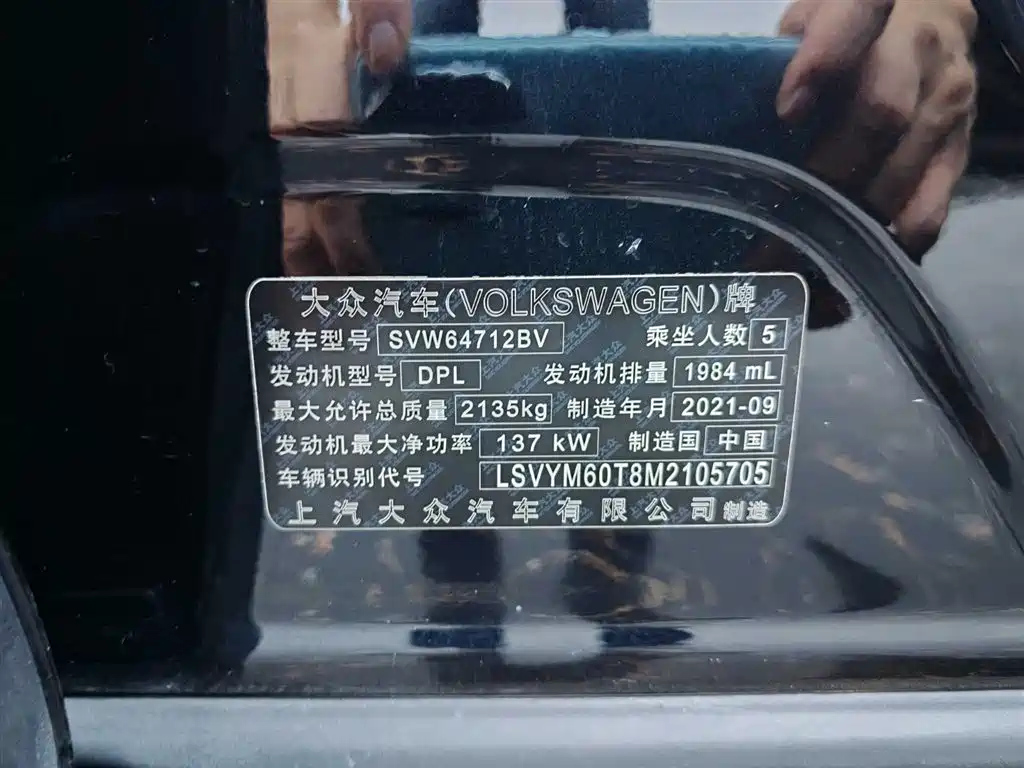 大众汽车(VOLKSWAGEN)牌
整车型号 SVW64712BV 乘坐人数 5
发动机型号 DPL 发动机排量 1984 mL
最大允许总质量 2135kg 制造年月 2021-09
发动机最大净功率 137 kW 制造国 中国
车辆识别代号 LSVYM60T8M2105705
上汽大众汽车有限公司制造